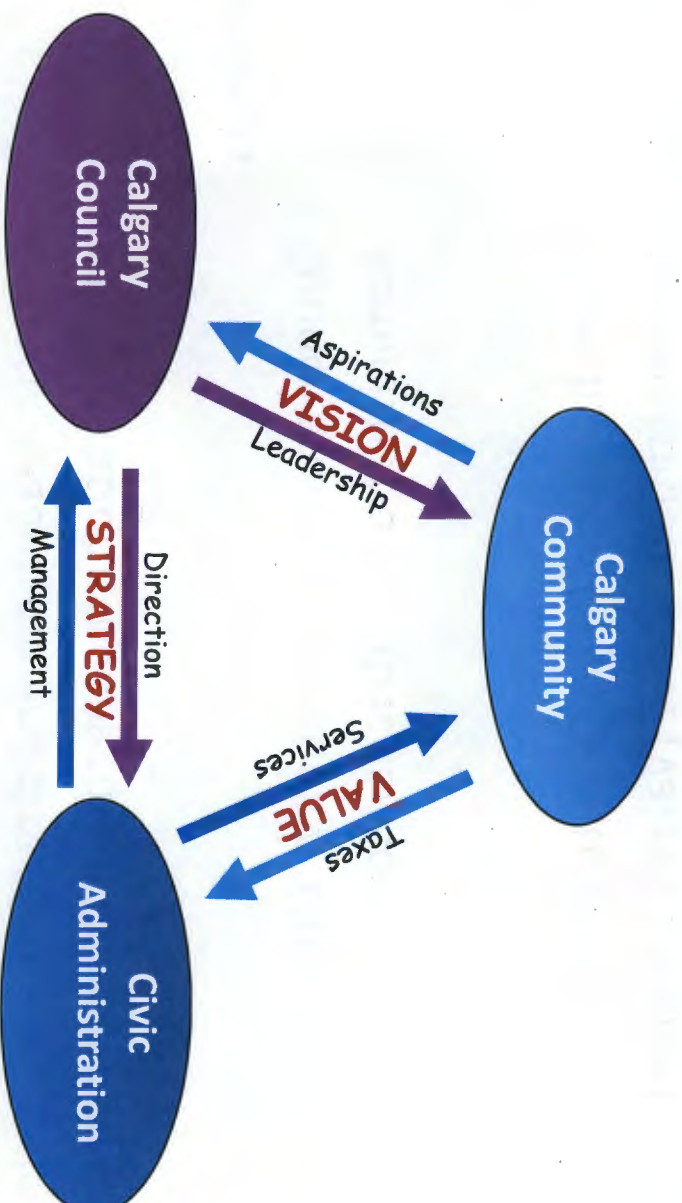 Calgary
Community
Aspirations
VISION
Leadership
Services
VALUE
Taxes
Calgary
Council
Direction
STRATEGY
Management
Civic
Administration